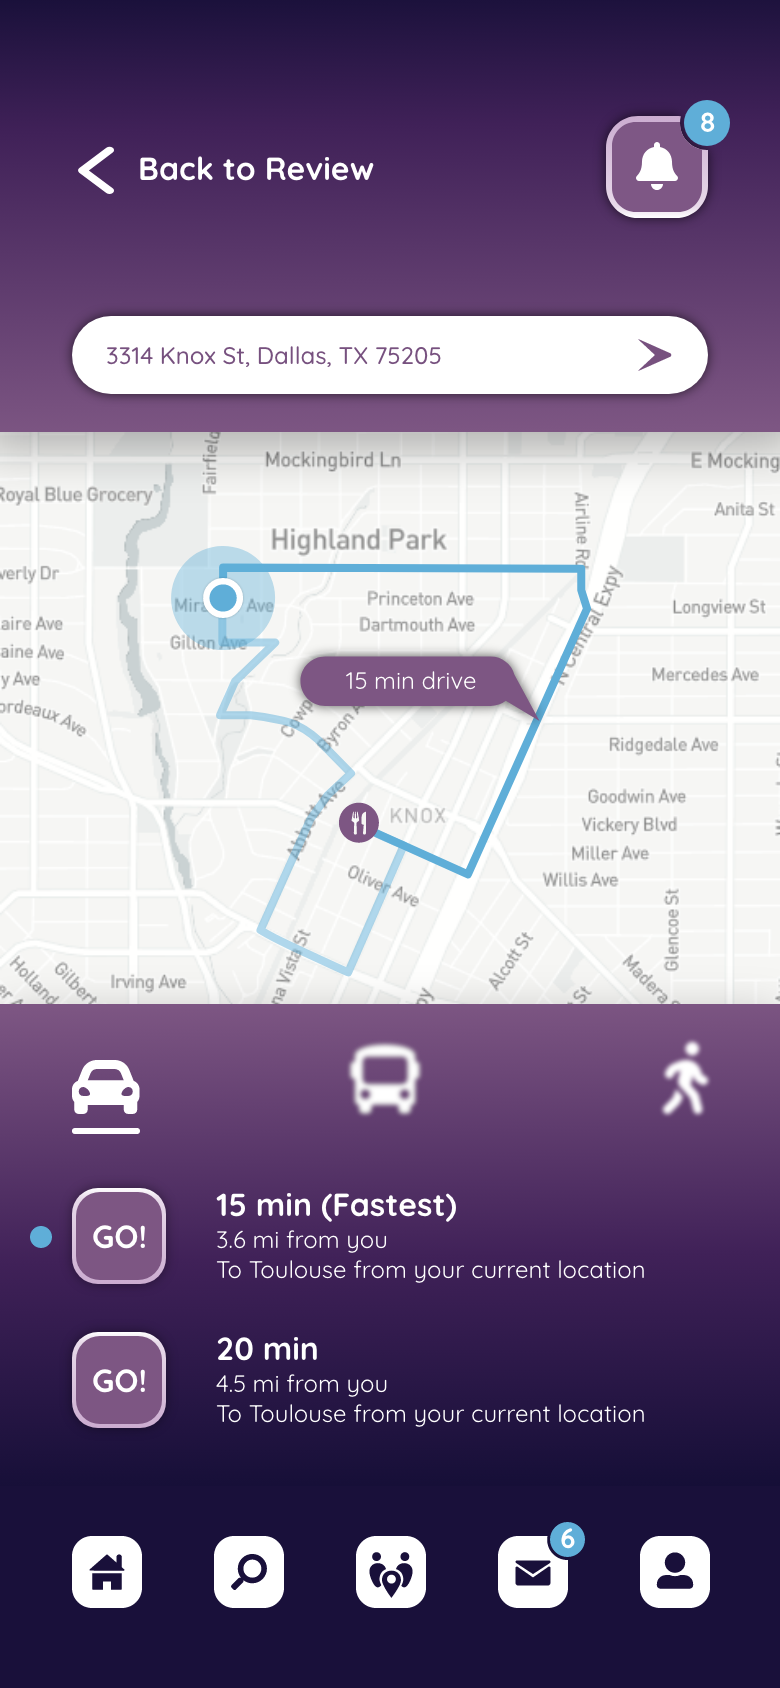 8
Back to Review
3314 Knox St, Dallas, TX 75205
Fairfield
Mockingbird Ln
E Mocking
Royal Blue Grocery
Airline Rd
Anita St
Highland Park
verly Dr
Princeton Ave
Longview St
Dartmouth Ave
laire Ave
Gillon Ave
N Central Expy
aine Ave
y Ave
Mercedes Ave
15 min drive
ordeaux Ave
Byron
Ridgedale Ave
Goodwin Ave
KNOX
Vickery Blvd
Abbott Ave
Miller Ave
Oliver Ave
Willis Ave
Glencoe St
na Vista St
Alcott St
Holland
Gilbert
Irving Ave
Madera
St
15 min (Fastest)
GO!
3.6 mi from you
To Toulouse from your current location
20 min
GO!
4.5 mi from you
To Toulouse from your current location
6